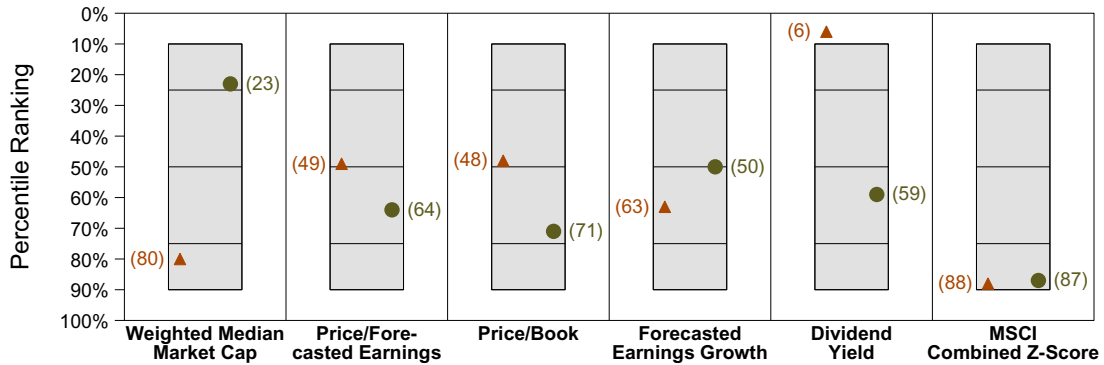 Percentile Ranking
0%
10%
20%
30%
40%
50%
60%
70%
80%
90%
100%
(80)
(23)
(49)
(64)
(48)
(71)
(63)
(50)
(6)
(59)
(88)
(87)
Weighted Median
Market Cap
Price/Fore-
casted Earnings
Price/Book
Forecasted
Earnings Growth
Dividend
Yield
MSCI
Combined Z-Score